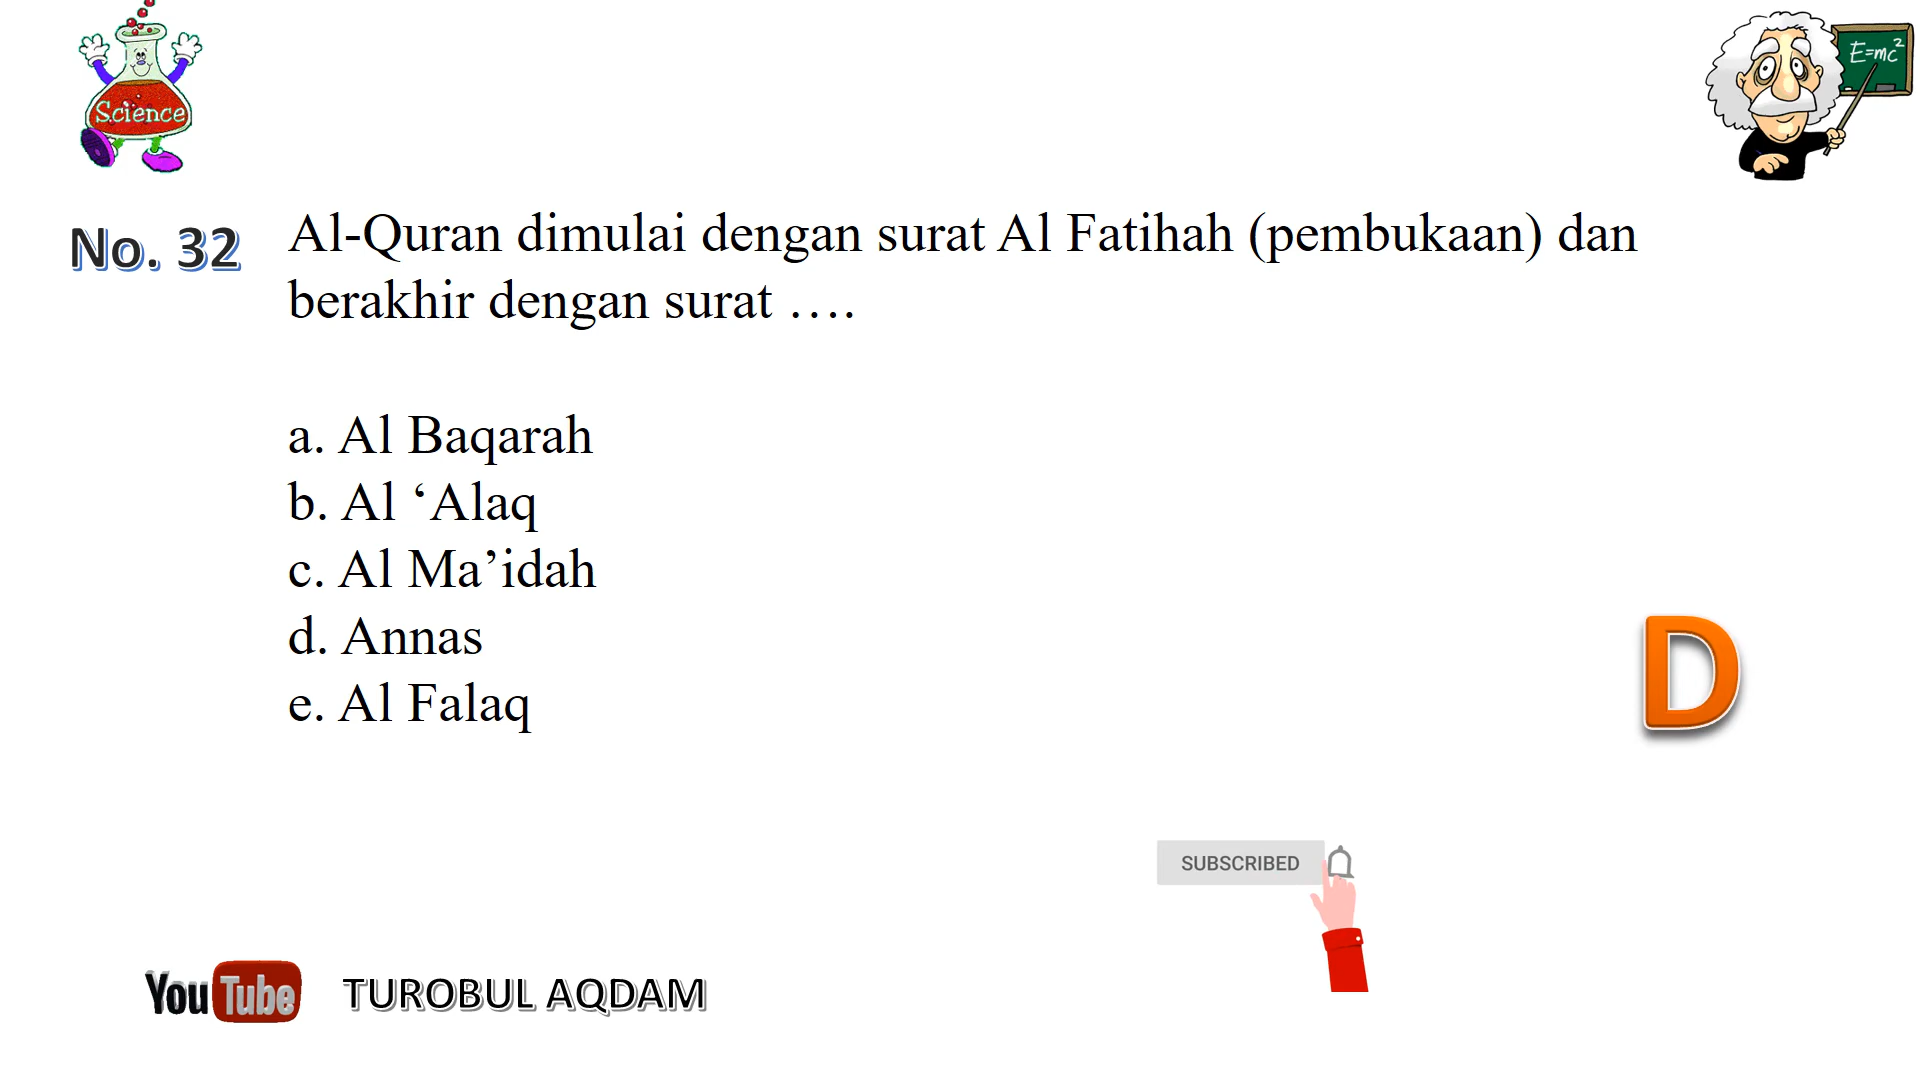 Science
E=mc²
No. 32
Al-Quran dimulai dengan surat Al Fatihah (pembukaan) dan
berakhir dengan surat ….
a. Al Baqarah
b. Al ‘Alaq
c. Al Ma’idah
d. Annas
e. Al Falaq
D
SUBSCRIBED
YouTube
TUROBUL AQDAM